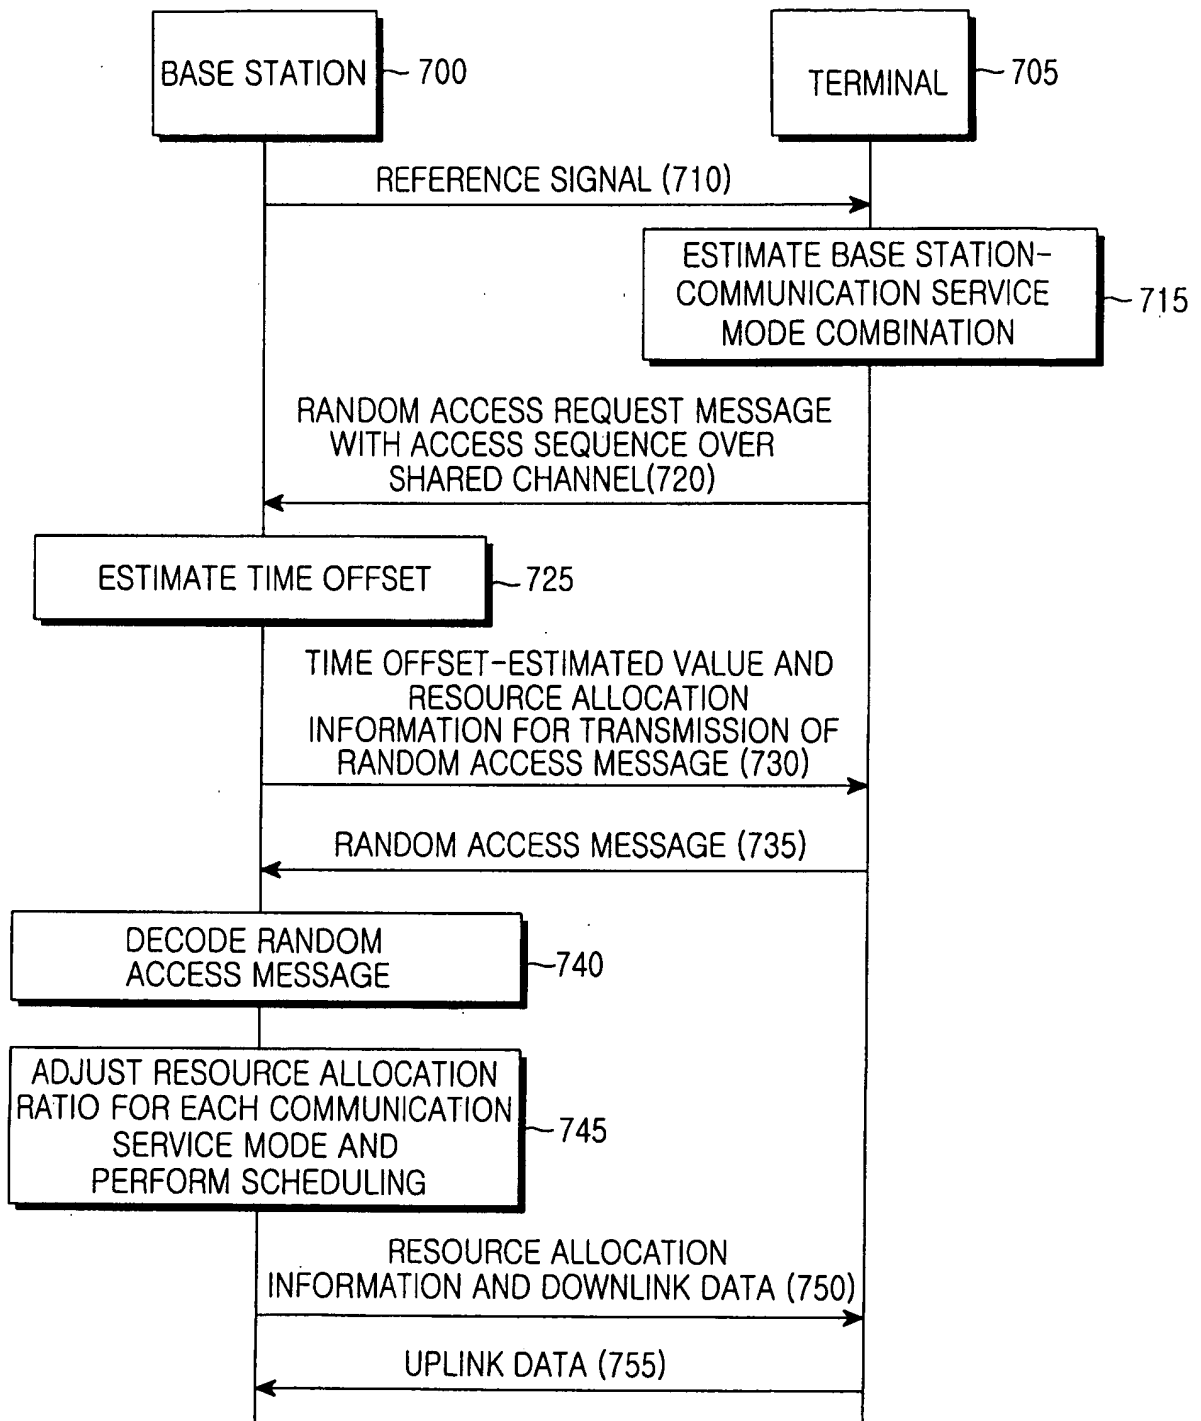 BASE STATION
700
TERMINAL
705
REFERENCE SIGNAL (710)
ESTIMATE BASE STATION-
COMMUNICATION SERVICE
MODE COMBINATION
715
RANDOM ACCESS REQUEST MESSAGE
WITH ACCESS SEQUENCE OVER
SHARED CHANNEL(720)
ESTIMATE TIME OFFSET
725
TIME OFFSET-ESTIMATED VALUE AND
RESOURCE ALLOCATION
INFORMATION FOR TRANSMISSION OF
RANDOM ACCESS MESSAGE (730)
RANDOM ACCESS MESSAGE (735)
DECODE RANDOM
ACCESS MESSAGE
740
ADJUST RESOURCE ALLOCATION
RATIO FOR EACH COMMUNICATION
SERVICE MODE AND
PERFORM SCHEDULING
745
RESOURCE ALLOCATION
INFORMATION AND DOWNLINK DATA (750)
UPLINK DATA (755)